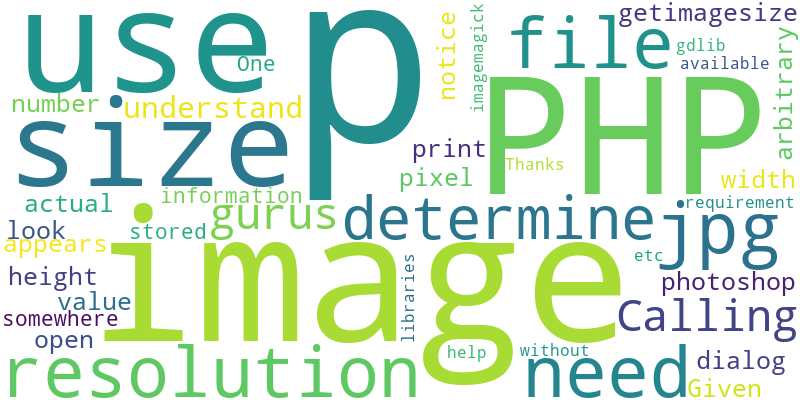 use
p
file
getimagesize
gdlib
available
imagemagick
notice
arbitrary
One
number
understand
size
PHP
print
Thanks
pixel
width
actual
information
requirement
look
stored
gurus
determine
jpg
appears
image
etc
height
value
photoshop
somewhere
libraries
Calling
open
resolution
help
without
need
dialog
Given